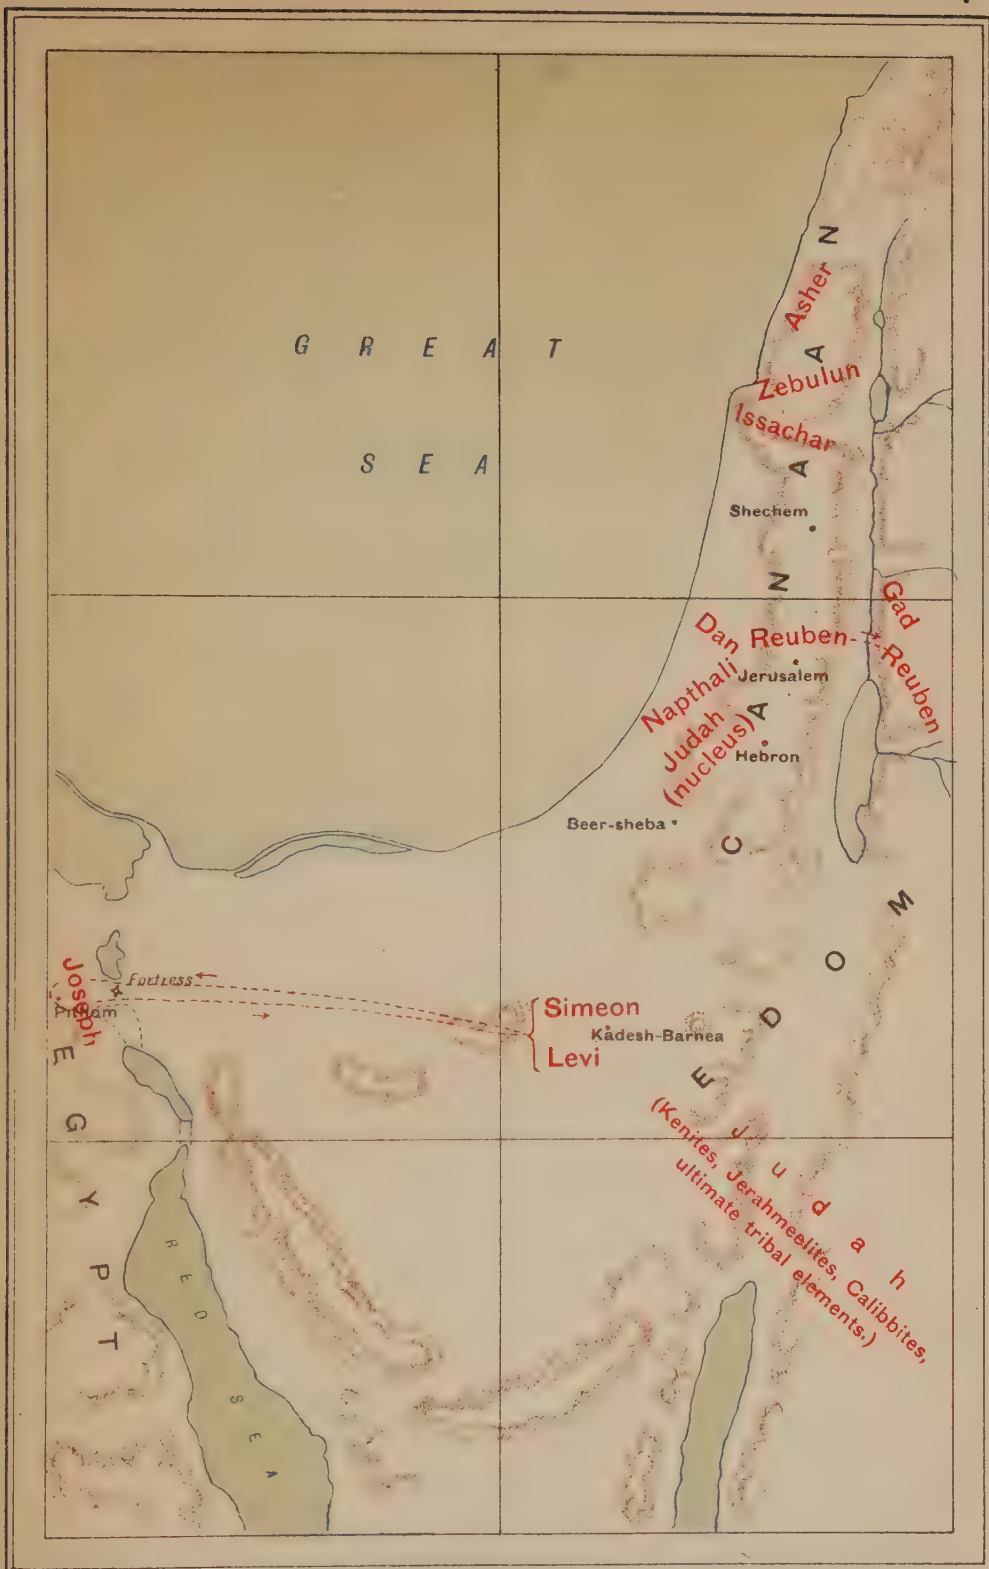 GREAT
SEA
CANAAN
Asher
Zebulun
Issachar
Shechem
Gad
Dan
Reuben-
Reuben
Napthali
Jerusalem
Judah
(nucleus)
Hebron
Beer-sheba
EDOM
Joseph
Fortress
Pithom
Simeon
Kadesh-Barnea
Levi
EGYPT
RED SEA
Judah
(Kenites, Jerahmeelites, Calibbites,
ultimate tribal elements.)